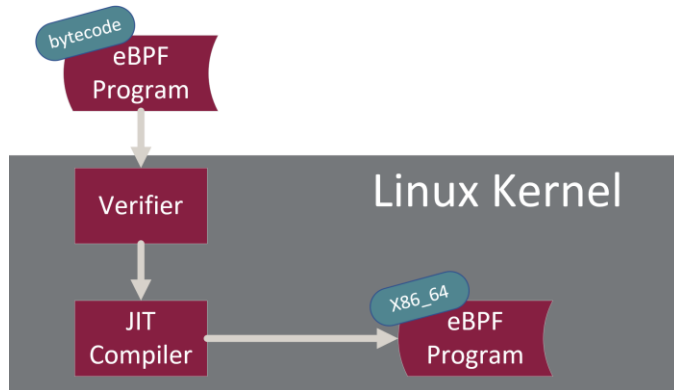 bytecode
eBPF
Program
Verifier
Linux Kernel
JIT
Compiler
X86_64
eBPF
Program